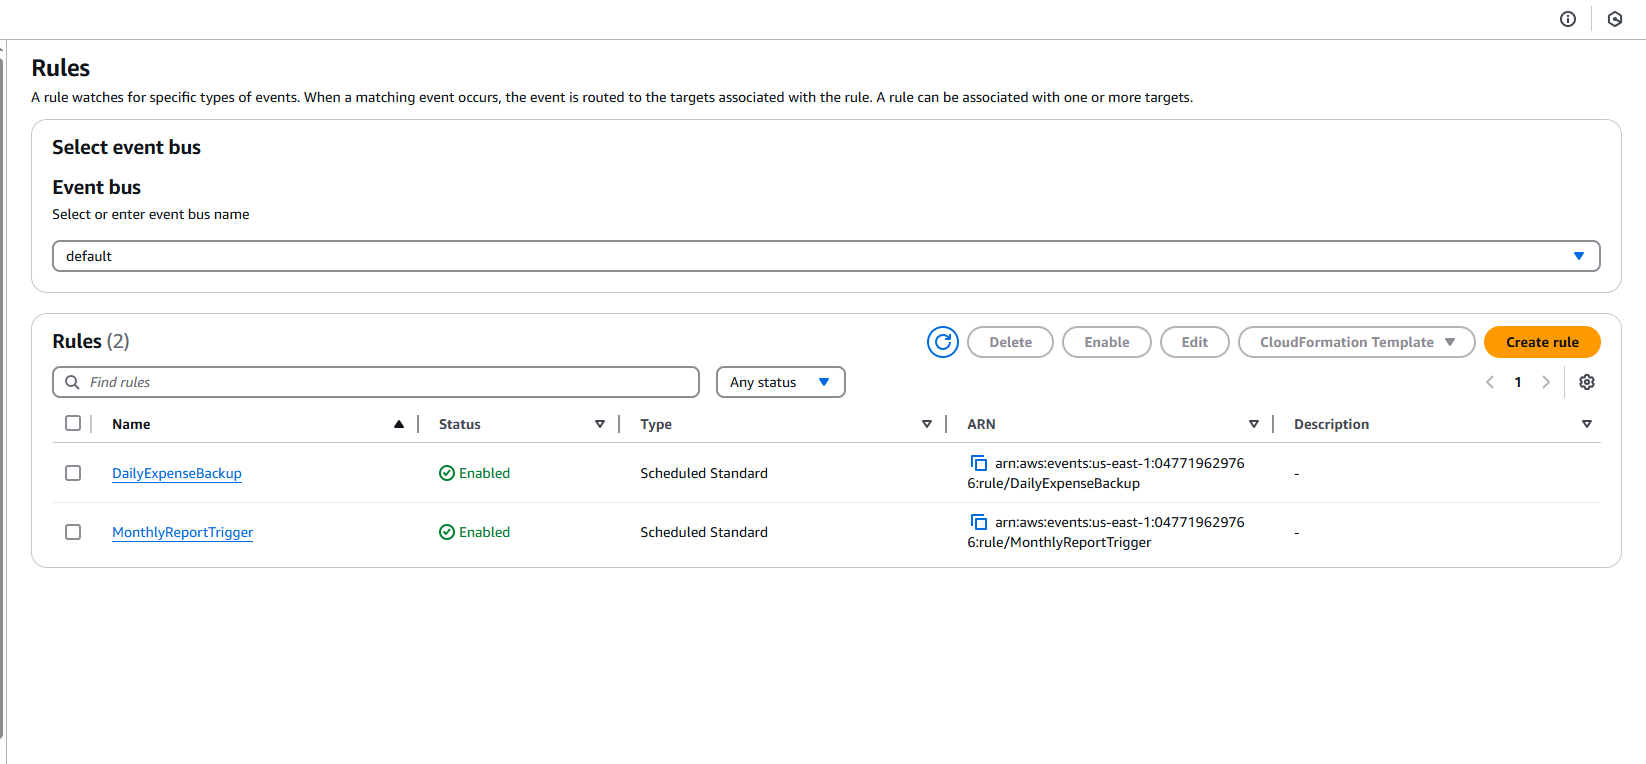 Rules
A rule watches for specific types of events. When a matching event occurs, the event is routed to the targets associated with the rule. A rule can be associated with one or more targets.
Select event bus
Event bus
Select or enter event bus name
default
Rules (2)
Delete
Enable
Edit
CloudFormation Template
Create rule
Find rules
Any status
1
Name
Status
Type
ARN
Description
DailyExpenseBackup
Enabled
Scheduled Standard
arn:aws:events:us-east-1:04771962976
6:rule/DailyExpenseBackup
-
MonthlyReportTrigger
Enabled
Scheduled Standard
arn:aws:events:us-east-1:04771962976
6:rule/MonthlyReportTrigger
-